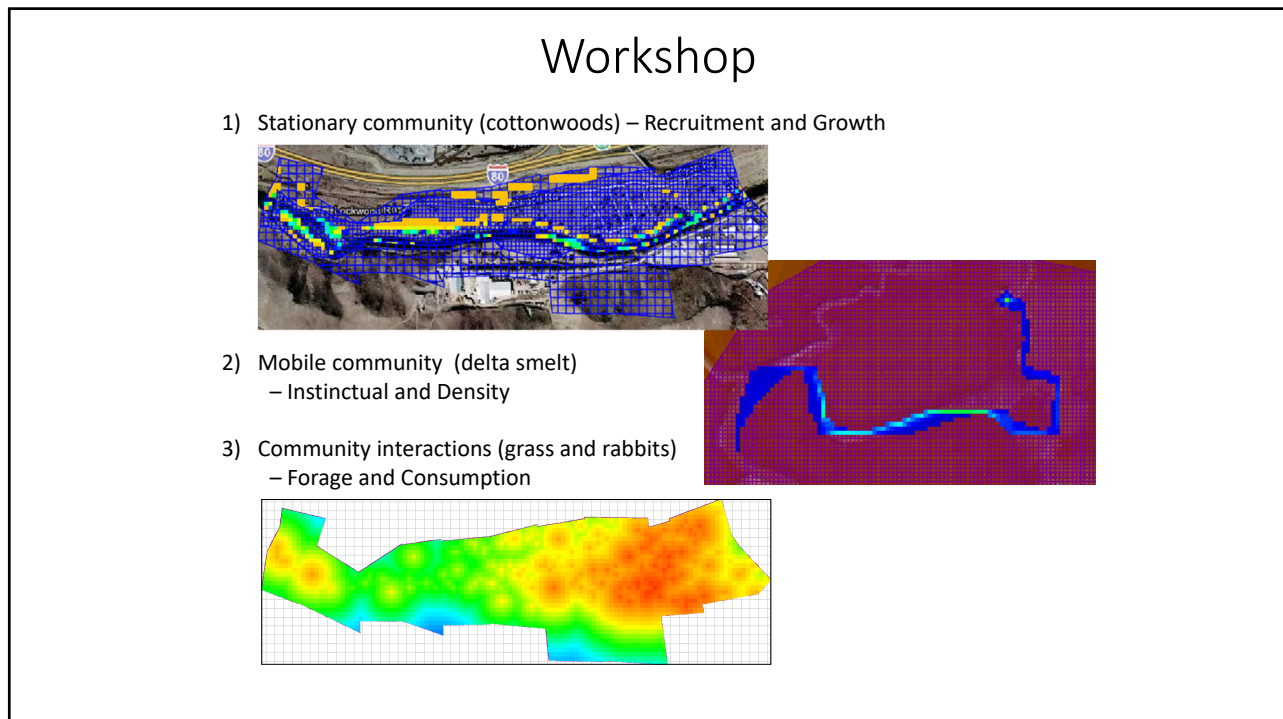 Workshop
1) Stationary community (cottonwoods) – Recruitment and Growth
80
80
Lockwood
2) Mobile community (delta smelt)
– Instinctual and Density
3) Community interactions (grass and rabbits)
– Forage and Consumption